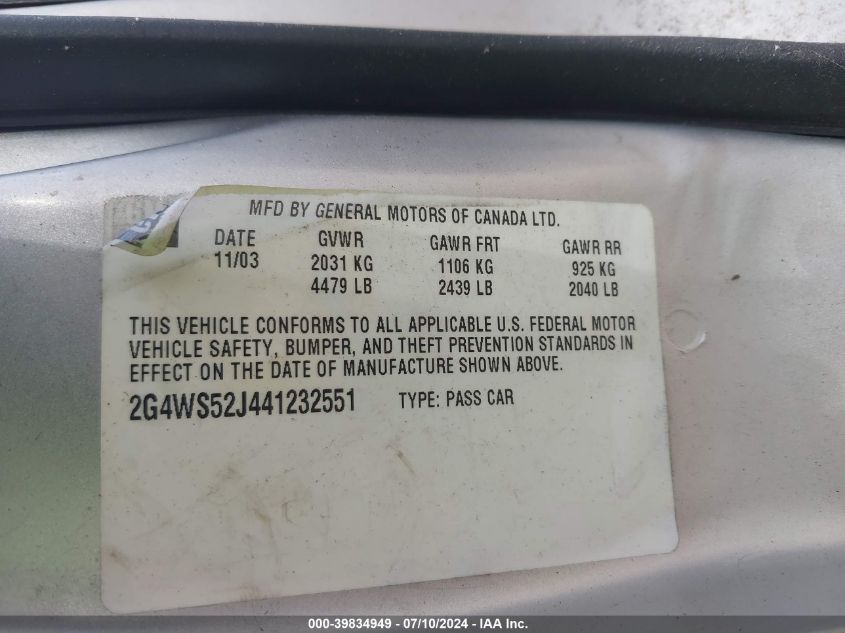 MFD BY GENERAL MOTORS OF CANADA LTD.
DATE GVWR GAWR FRT GAWR RR
11/03 2031 KG 1106 KG 925 KG
4479 LB 2439 LB 2040 LB
THIS VEHICLE CONFORMS TO ALL APPLICABLE U.S. FEDERAL MOTOR
VEHICLE SAFETY, BUMPER, AND THEFT PREVENTION STANDARDS IN
EFFECT ON THE DATE OF MANUFACTURE SHOWN ABOVE.
2G4WS52J441232551 TYPE: PASS CAR
000-39834949 - 07/10/2024 - IAA Inc.